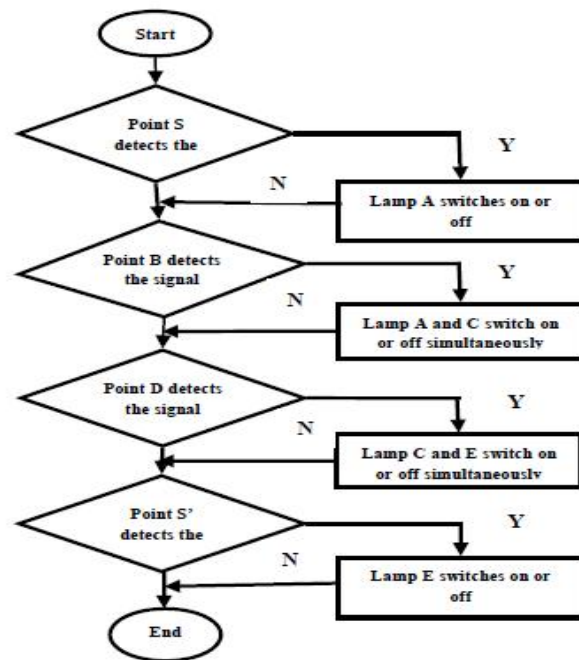 Start
Point S
detects the
Y
N
Lamp A switches on or
off
Point B detects
the signal
Y
N
Lamp A and C switch on
or off simultaneously
Point D detects
the signal
Y
N
Lamp C and E switch on
or off simultaneously
Point S'
detects the
Y
N
Lamp E switches on or
off
End